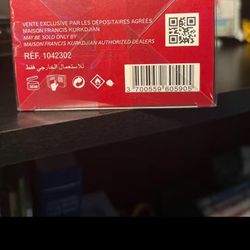 VENTE EXCLUSIVE PAR LES DÉPOSITAIRES AGRÉÉS
MAISON FRANCIS KURKDJIAN
MAY BE SOLD ONLY BY
MAISON FRANCIS KURKDJIAN AUTHORIZED DEALERS
RÉF. 1042302
للاستعمال الخارجي فقط
3 700559 605905